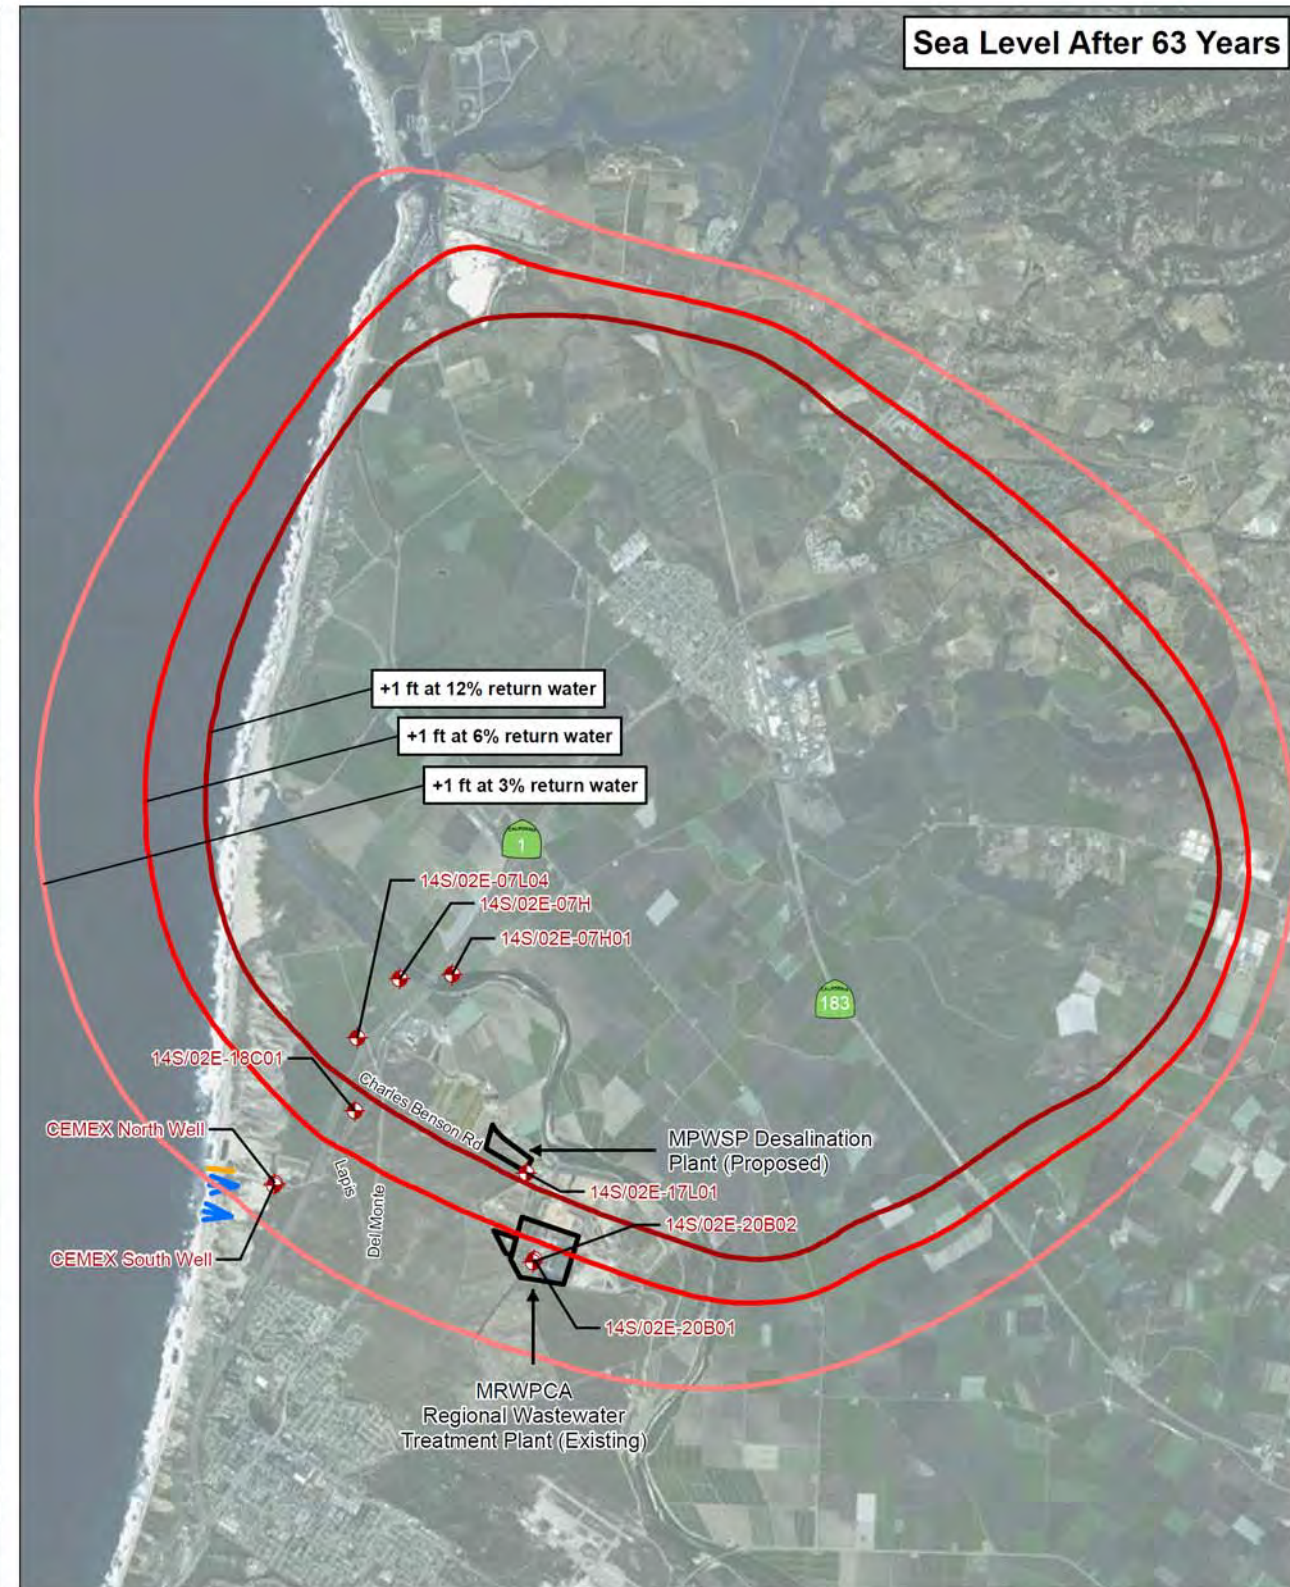 Sea Level After 63 Years
+1 ft at 12% return water
+1 ft at 6% return water
+1 ft at 3% return water
CALIFORNIA
1
14S/02E-07L04
14S/02E-07H
14S/02E-07H01
CALIFORNIA
183
14S/02E-18C01
Charles Benson Rd
CEMEX North Well
MPWSP Desalination
Plant (Proposed)
Lapis
Del Monte
14S/02E-17L01
14S/02E-20B02
CEMEX South Well
14S/02E-20B01
MRWPCA
Regional Wastewater
Treatment Plant (Existing)